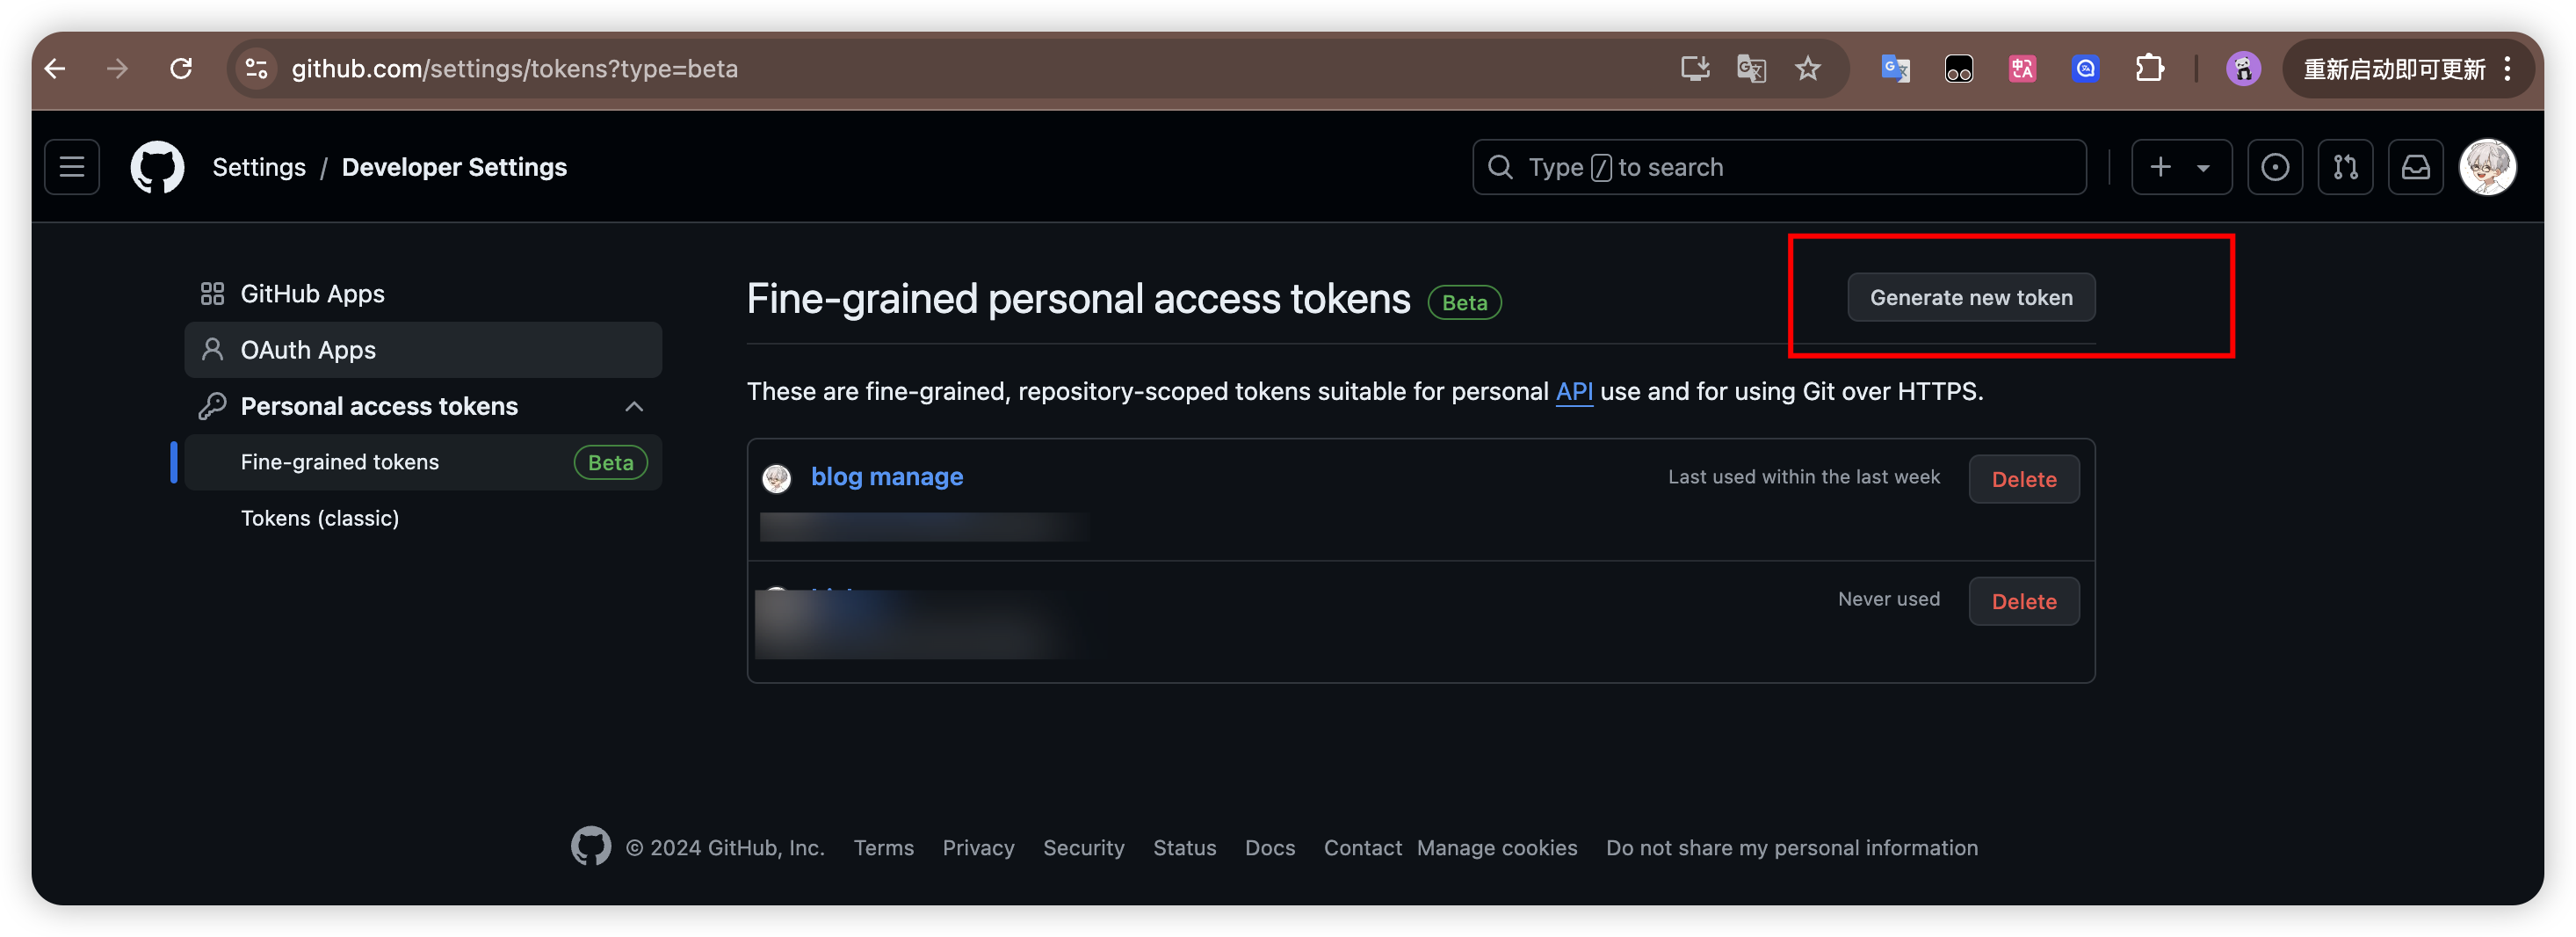 github.com/settings/tokens?type=beta
重新启动即可更新
Settings / Developer Settings
Type / to search
GitHub Apps
OAuth Apps
Personal access tokens
Fine-grained tokens Beta
Tokens (classic)
Fine-grained personal access tokens Beta
Generate new token
These are fine-grained, repository-scoped tokens suitable for personal API use and for using Git over HTTPS.
blog manage
Last used within the last week
Delete
Never used
Delete
© 2024 GitHub, Inc. Terms Privacy Security Status Docs Contact Manage cookies Do not share my personal information